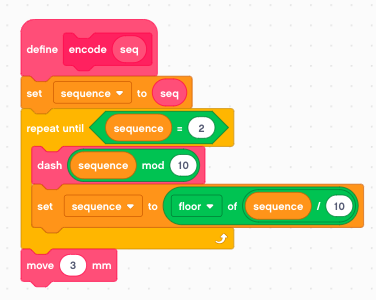 define encode seq
set sequence to seq
repeat until sequence = 2
dash sequence mod 10
set sequence to floor of sequence / 10
move 3 mm